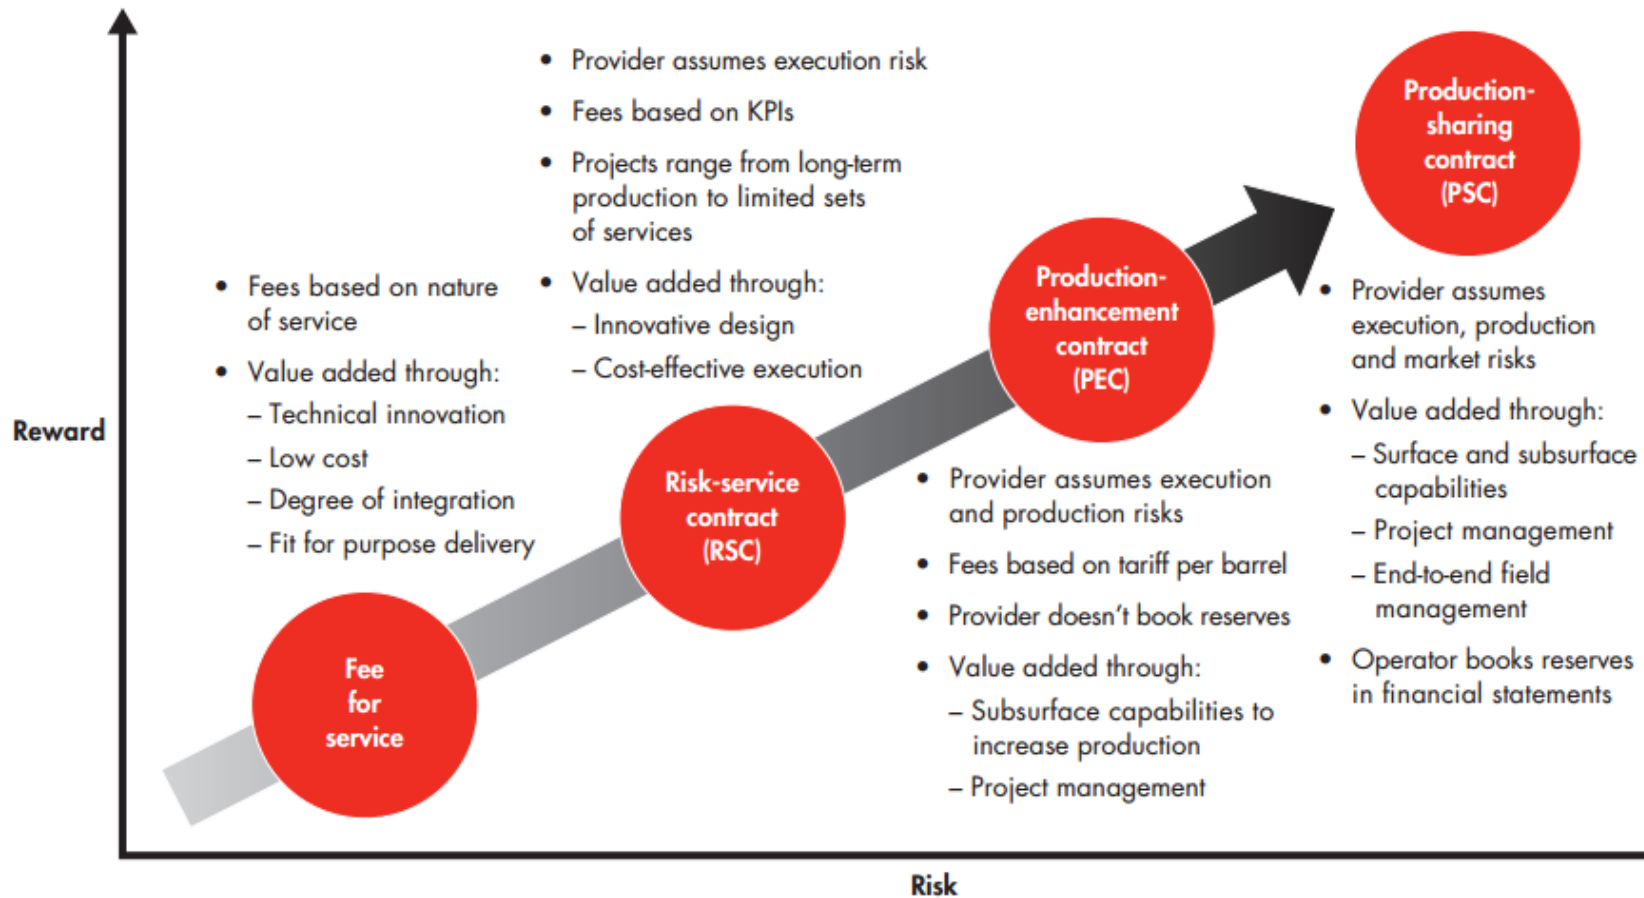 Reward
• Fees based on nature
of service
• Value added through:
– Technical innovation
– Low cost
– Degree of integration
– Fit for purpose delivery
Fee
for
service
• Provider assumes execution risk
• Fees based on KPIs
• Projects range from long-term
production to limited sets
of services
• Value added through:
– Innovative design
– Cost-effective execution
Risk-service
contract
(RSC)
Production-
enhancement
contract
(PEC)
• Provider assumes execution
and production risks
• Fees based on tariff per barrel
• Provider doesn't book reserves
• Value added through:
– Subsurface capabilities to
increase production
– Project management
Production-
sharing
contract
(PSC)
• Provider assumes
execution, production
and market risks
• Value added through:
– Surface and subsurface
capabilities
– Project management
– End-to-end field
management
• Operator books reserves
in financial statements
Risk